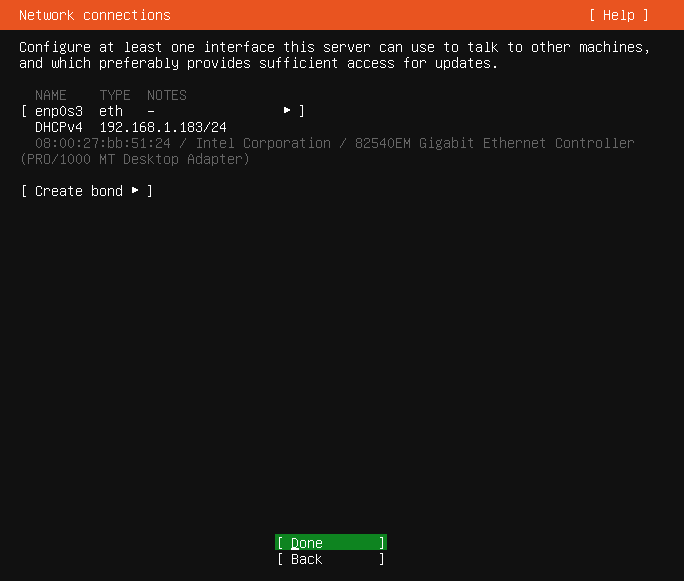 Network connections [ Help ]
Configure at least one interface this server can use to talk to other machines,
and which preferably provides sufficient access for updates.
NAME TYPE NOTES
[ enp0s3 eth - ▸ ]
DHCPv4 192.168.1.183/24
08:00:27:bb:51:24 / Intel Corporation / 82540EM Gigabit Ethernet Controller
(PRO/1000 MT Desktop Adapter)
[ Create bond ▸ ]
[ Done ]
[ Back ]